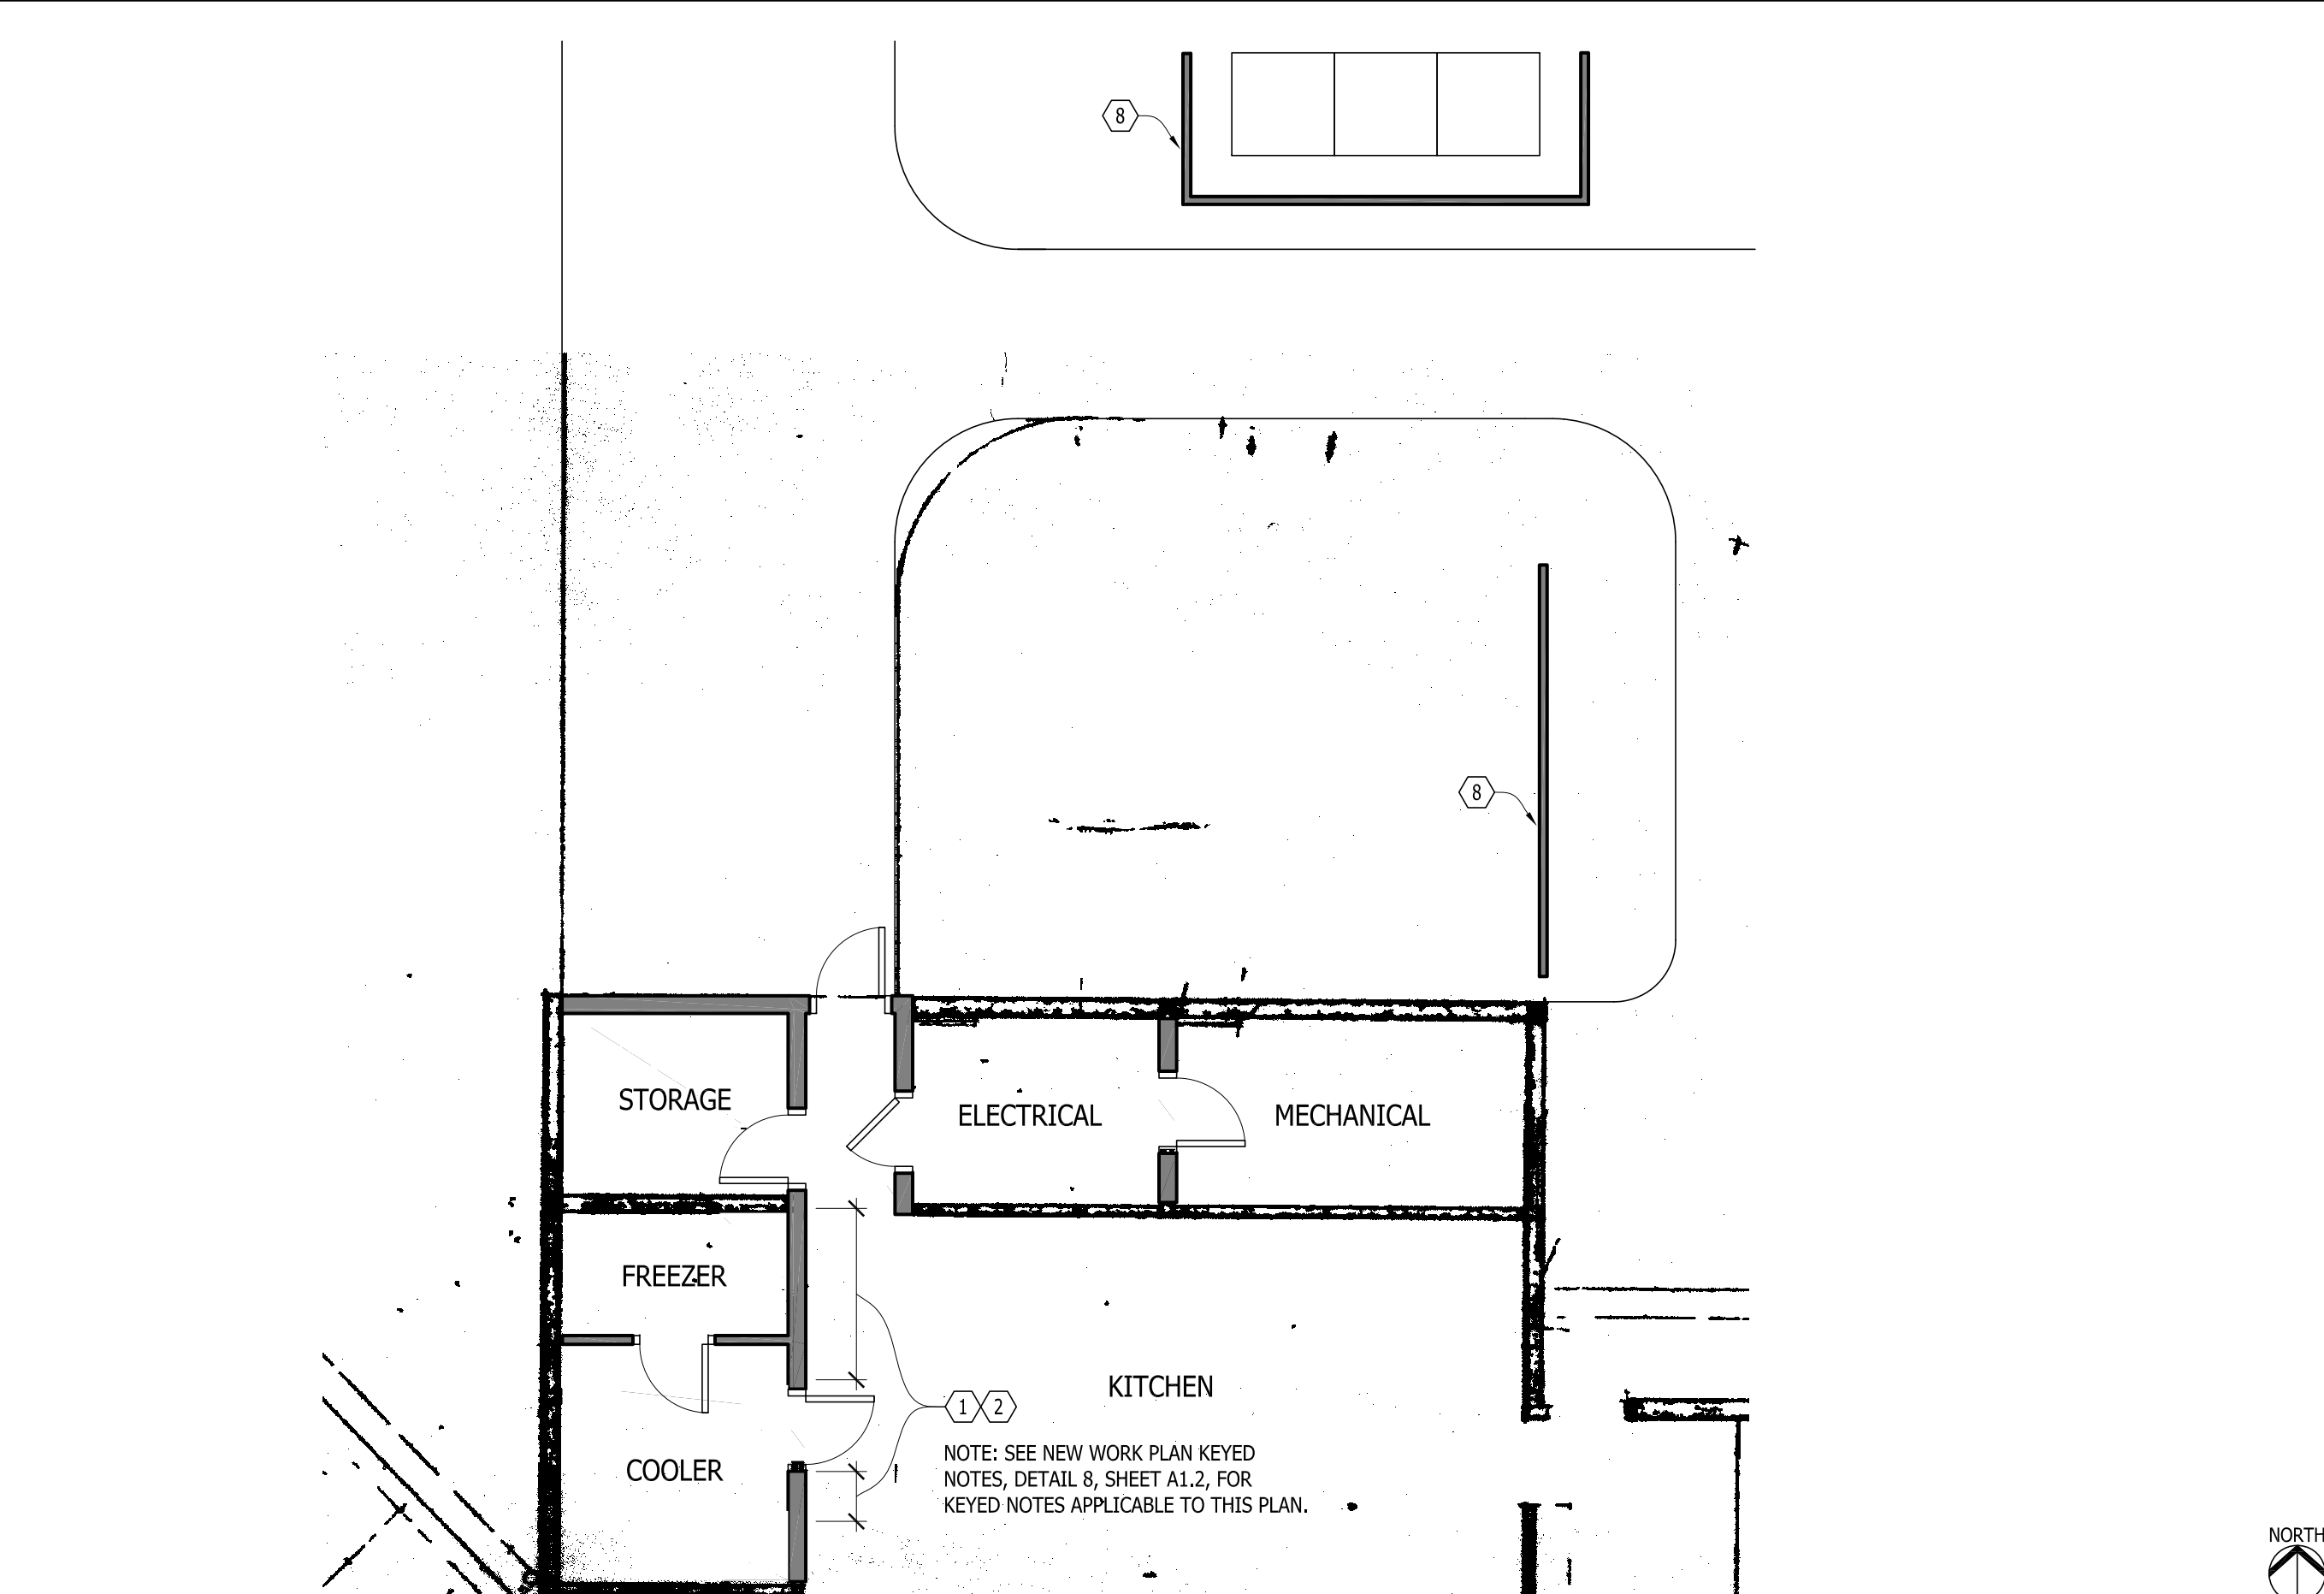 8
8
STORAGE
ELECTRICAL
MECHANICAL
FREEZER
KITCHEN
1 2
COOLER
NOTE: SEE NEW WORK PLAN KEYED
NOTES, DETAIL 8, SHEET A1.2, FOR
KEYED NOTES APPLICABLE TO THIS PLAN.
NORTH